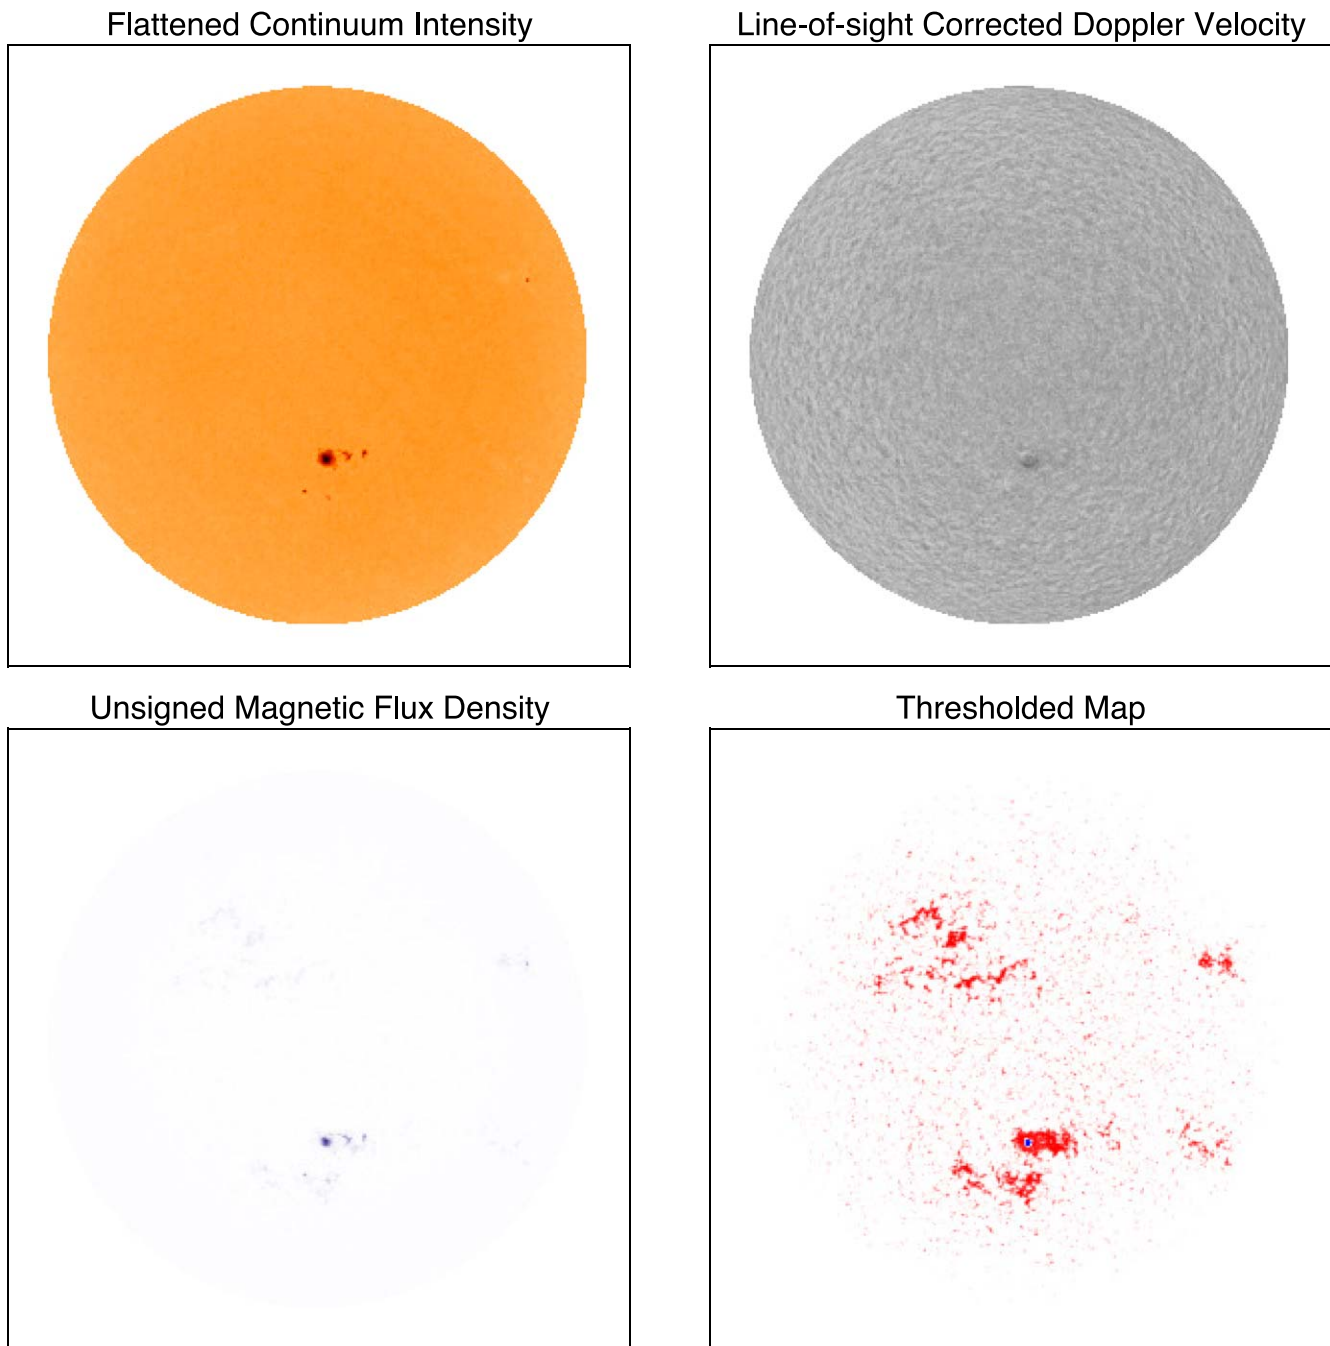 Flattened Continuum Intensity
Line-of-sight Corrected Doppler Velocity
Unsigned Magnetic Flux Density
Thresholded Map